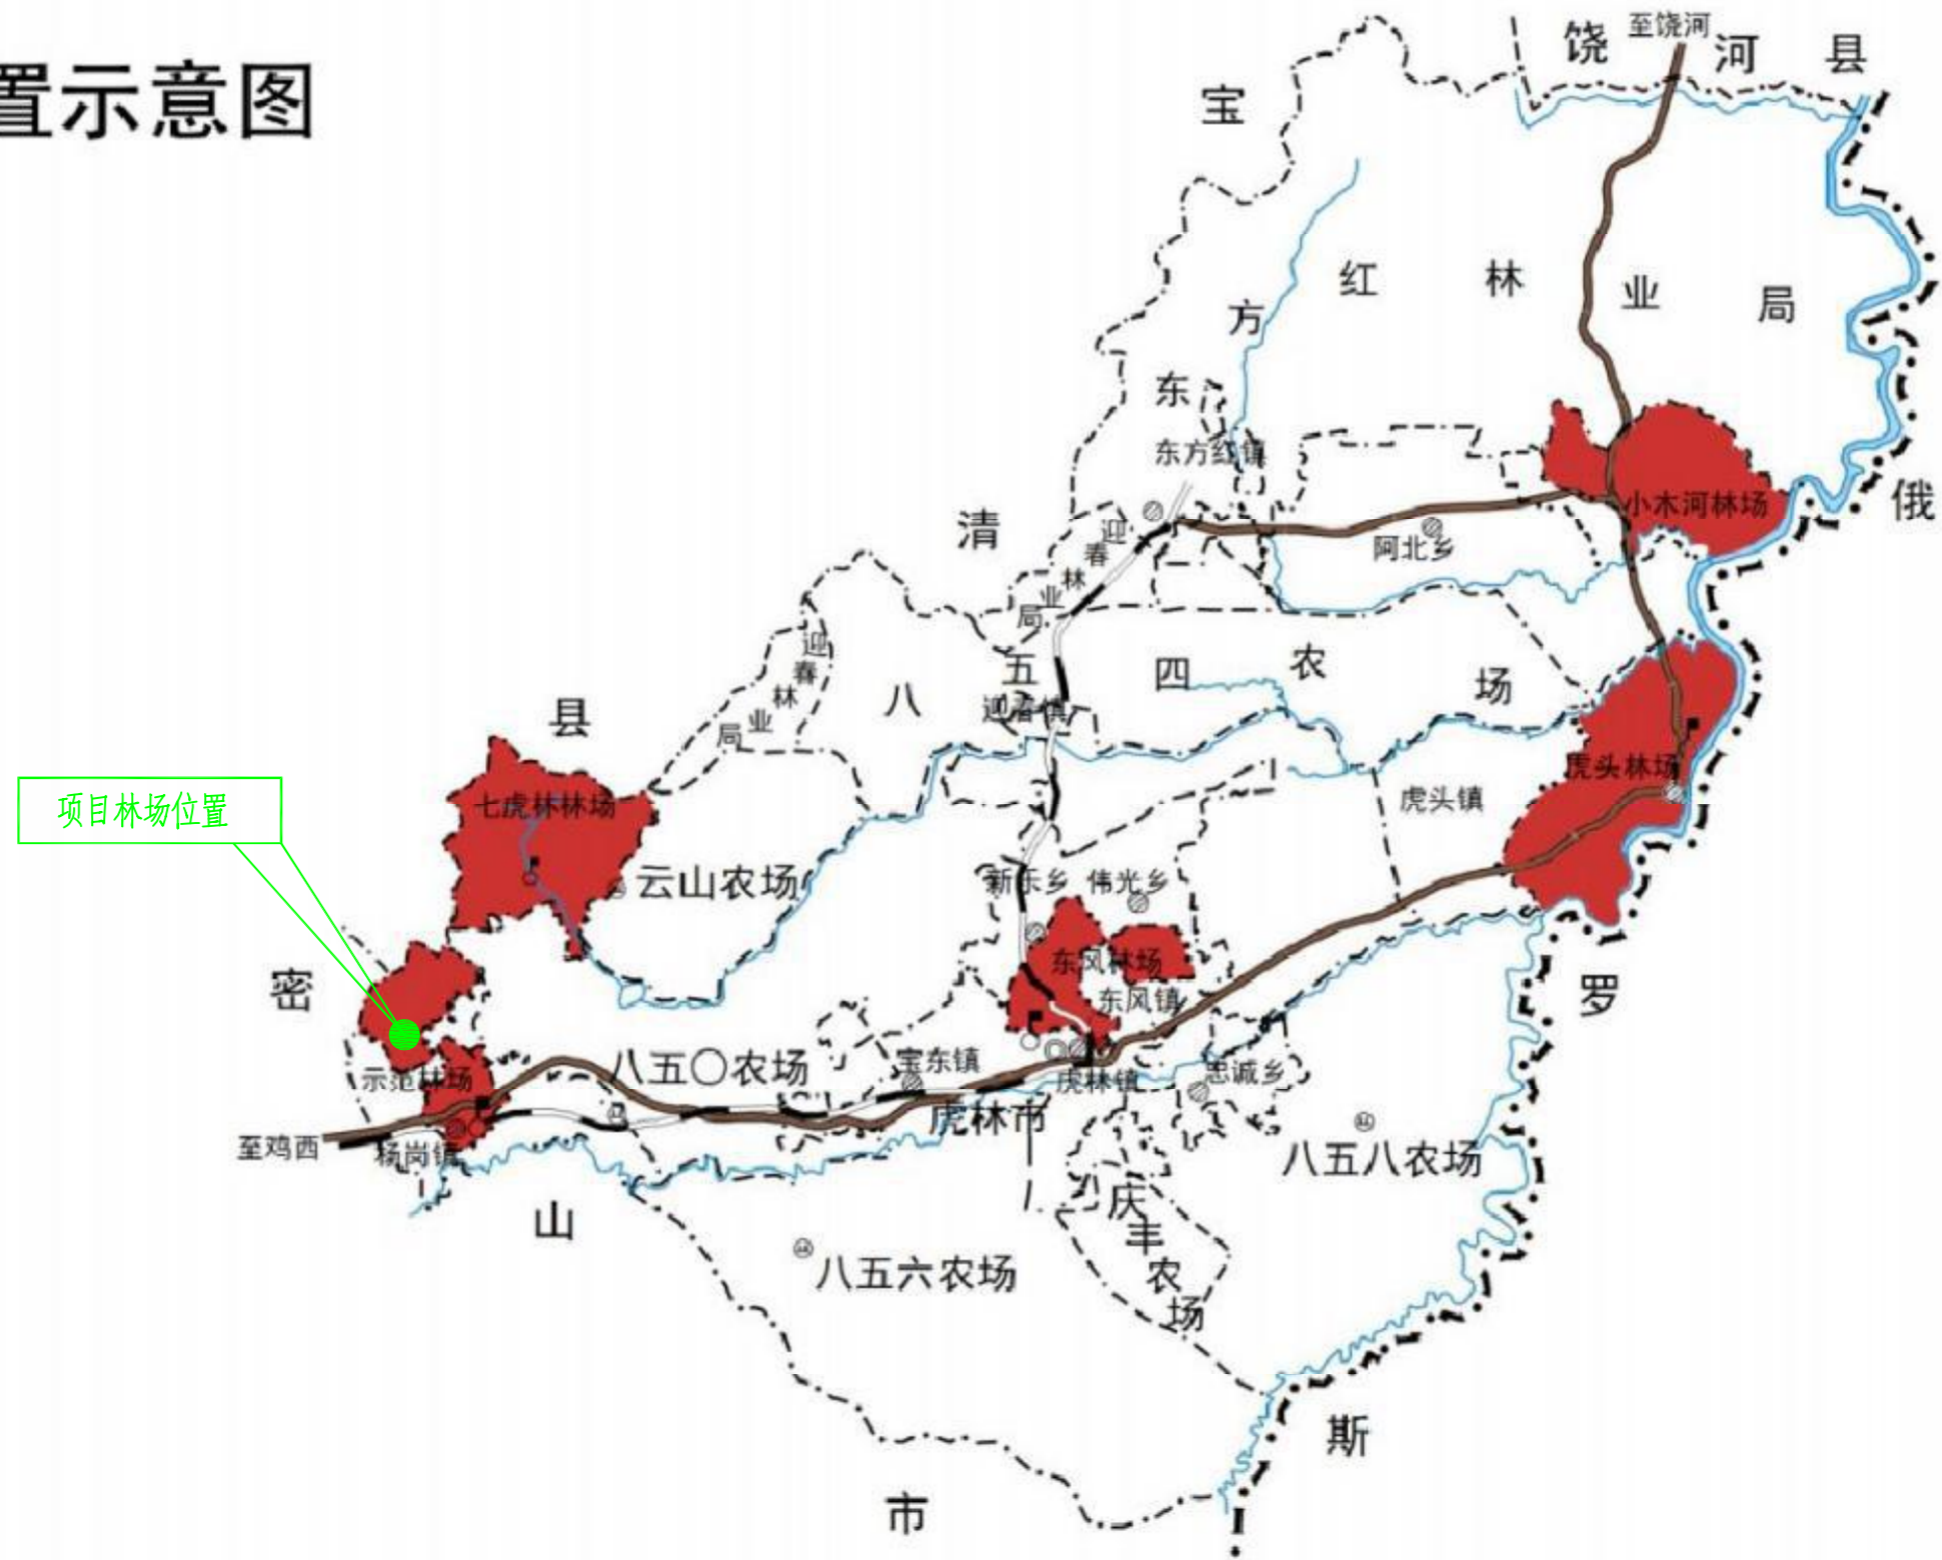 置示意图
至饶河
饶河县
宝
东方红林业局
东方红镇
小木河林场
俄
清
迎春林业局
阿北乡
八五四农场
迎春林业局
迎春镇
县
虎头林场
虎头镇
七虎林林场
项目林场位置
云山农场
新乐乡
伟光乡
东风林场
东风镇
密
罗
八五〇农场
宝东镇
示范林场
虎林镇
忠诚乡
虎林市
至鸡西
杨岗镇
八五八农场
山
庆丰农场
八五六农场
斯
市